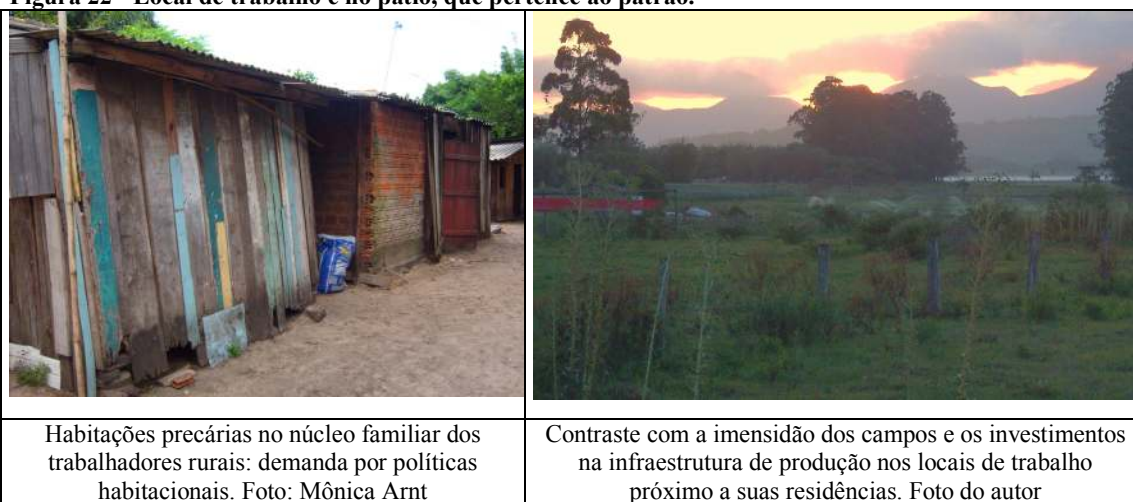 Figura 22 - Local de trabalho e no pátio, que pertence ao patrão.
Habitações precárias no núcleo familiar dos
trabalhadores rurais: demanda por políticas
habitacionais. Foto: Mônica Arnt
Contraste com a imensidão dos campos e os investimentos
na infraestrutura de produção nos locais de trabalho
próximo a suas residências. Foto do autor